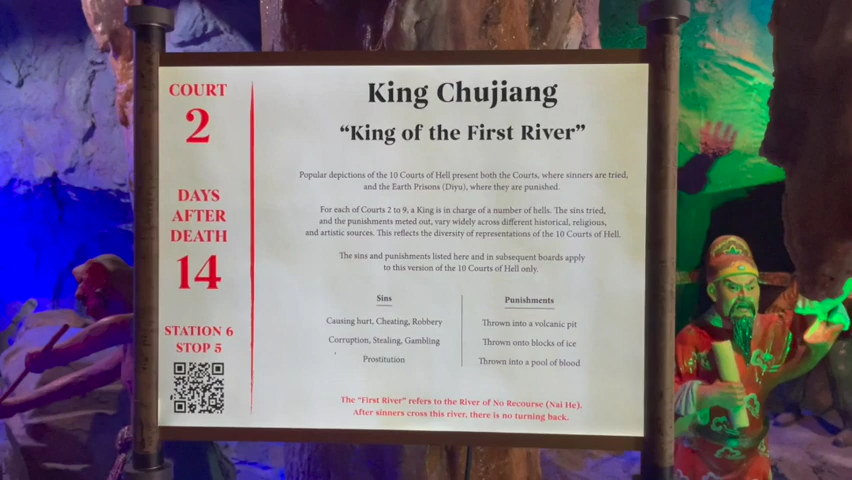 COURT
2
DAYS
AFTER
DEATH
14
STATION 6
STOP 5
King Chujiang
“King of the First River”
Popular depictions of the 10 Courts of Hell present both the Courts, where sinners are tried,
and the Earth Prisons (Diyu), where they are punished.
For each of Courts 2 to 9, a King is in charge of a number of hells. The sins tried,
and the punishments meted out, vary widely across different historical, religious,
and artistic sources. This reflects the diversity of representations of the 10 Courts of Hell.
The sins and punishments listed here and in subsequent boards apply
to this version of the 10 Courts of Hell only.
Sins
Causing hurt, Cheating, Robbery
Corruption, Stealing, Gambling
Prostitution
Punishments
Thrown into a volcanic pit
Thrown onto blocks of ice
Thrown into a pool of blood
The “First River” refers to the River of No Recourse (Nai He).
After sinners cross this river, there is no turning back.